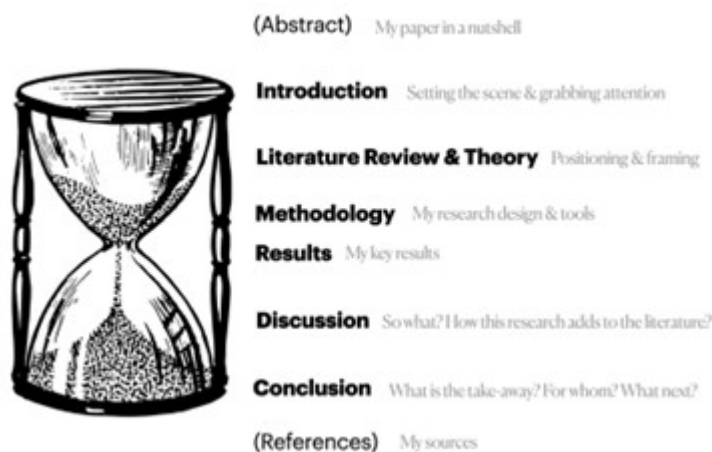 (Abstract) My paper in a nutshell
Introduction Setting the scene & grabbing attention
Literature Review & Theory Positioning & framing
Methodology My research design & tools
Results My key results
Discussion So what? How this research adds to the literature?
Conclusion What is the take-away? For whom? What next?
(References) My sources